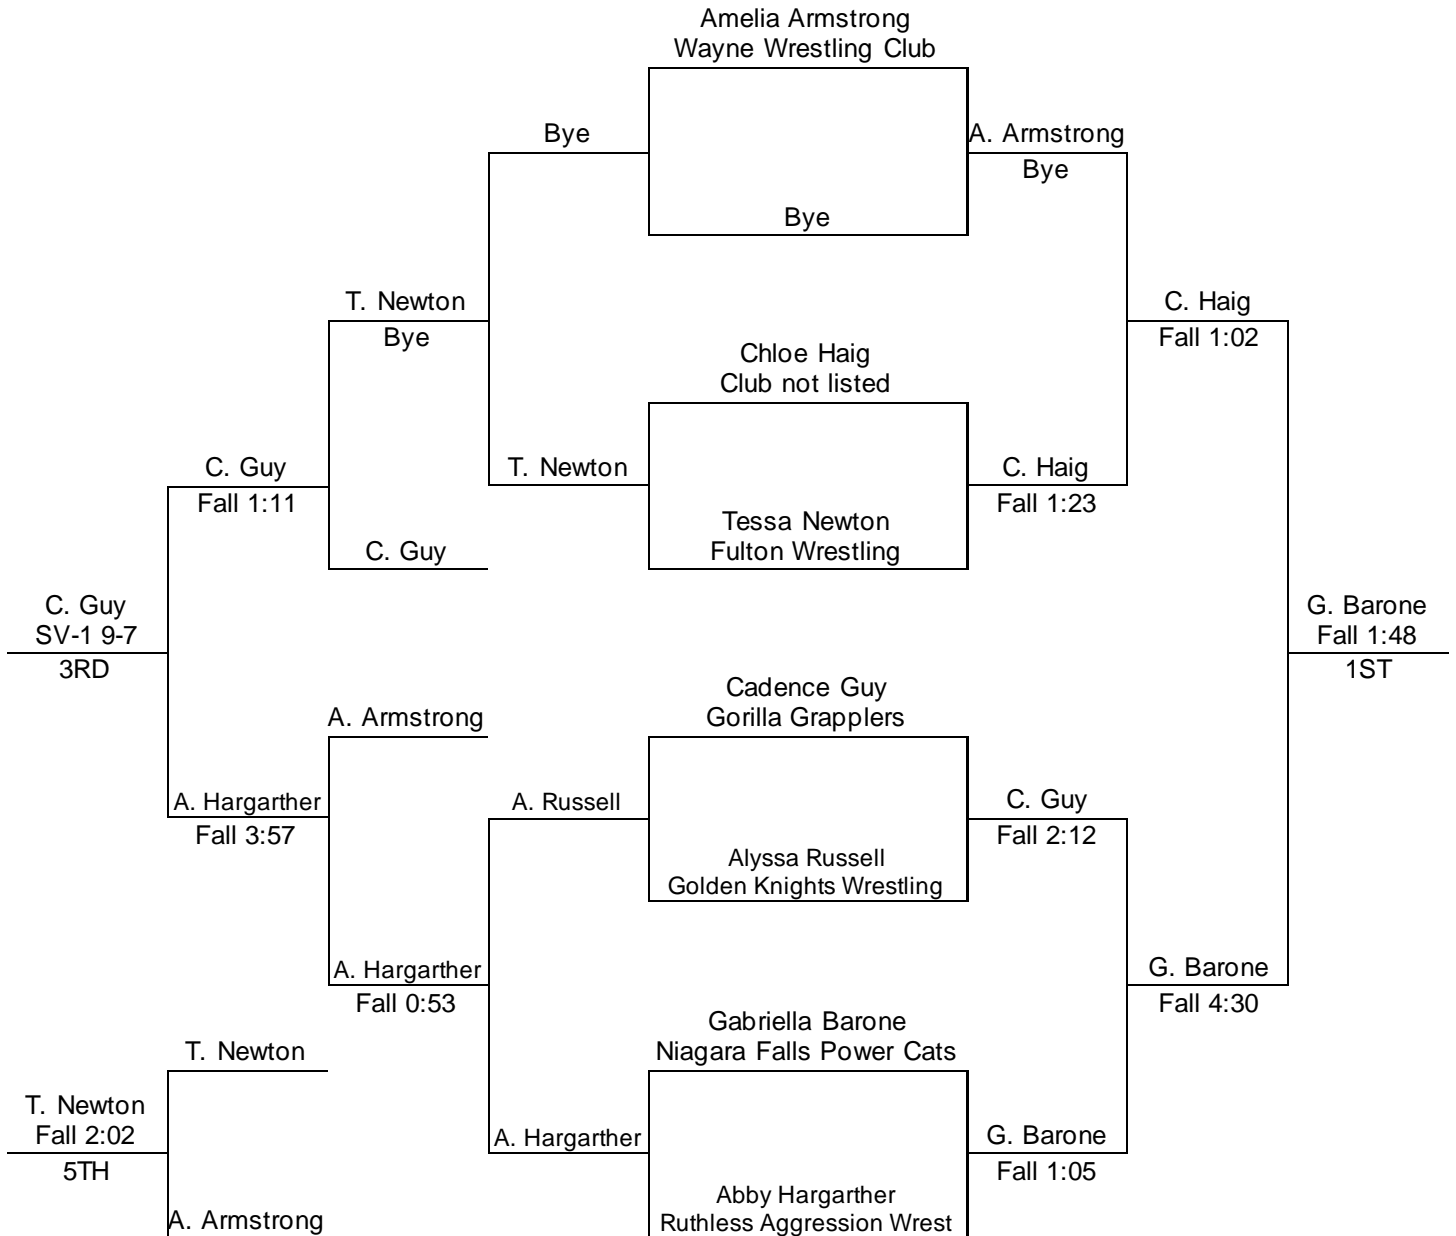 Amelia Armstrong
Wayne Wrestling Club
Bye
A. Armstrong
Bye
Bye
T. Newton
Bye
C. Haig
Fall 1:02
Chloe Haig
Club not listed
C. Guy
Fall 1:11
T. Newton
C. Haig
Fall 1:23
Tessa Newton
Fulton Wrestling
C. Guy
C. Guy
SV-1 9-7
3RD
G. Barone
Fall 1:48
1ST
Cadence Guy
Gorilla Grapplers
A. Armstrong
A. Hargarther
Fall 3:57
A. Russell
C. Guy
Fall 2:12
Alyssa Russell
Golden Knights Wrestling
A. Hargarther
Fall 0:53
G. Barone
Fall 4:30
Gabriella Barone
Niagara Falls Power Cats
T. Newton
T. Newton
Fall 2:02
5TH
A. Hargarther
G. Barone
Fall 1:05
Abby Hargarther
Ruthless Aggression Wrest
A. Armstrong